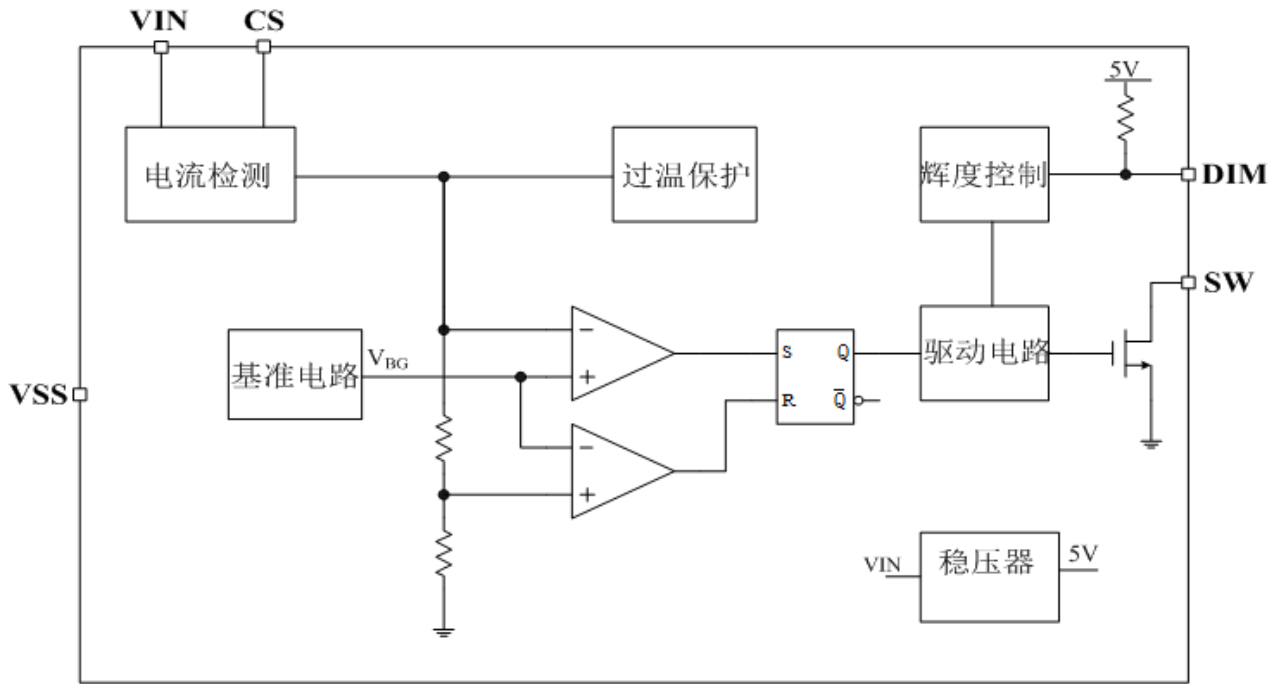 VIN CS
5V
电流检测 过温保护 辉度控制 DIM
SW
基准电路 VBG − S Q 驱动电路
VSS + R Q̅
−
+
VIN 稳压器 5V